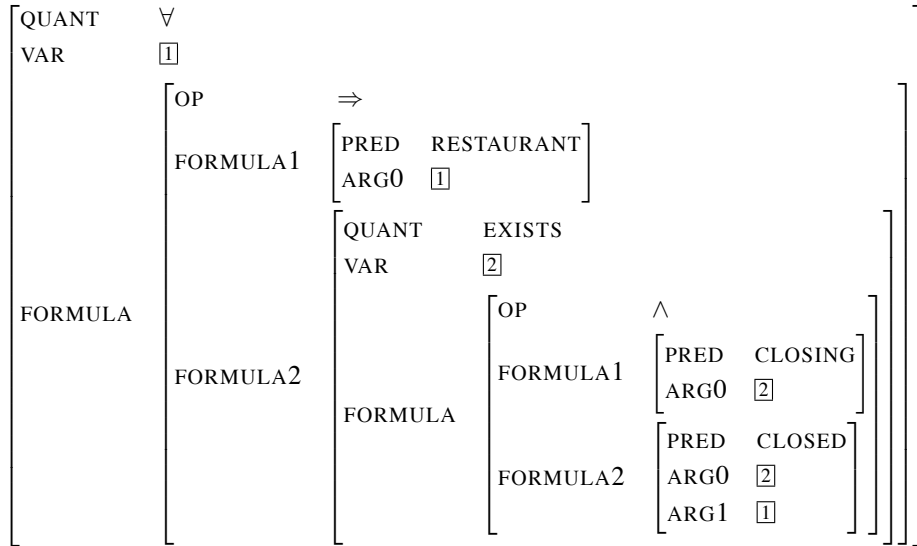 QUANT ∀
VAR 1
OP ⇒
FORMULA1 PRED RESTAURANT
ARG0 1
QUANT EXISTS
VAR 2
FORMULA
OP ∧
FORMULA2
PRED CLOSING
FORMULA1
ARG0 2
FORMULA
PRED CLOSED
FORMULA2 ARG0 2
ARG1 1